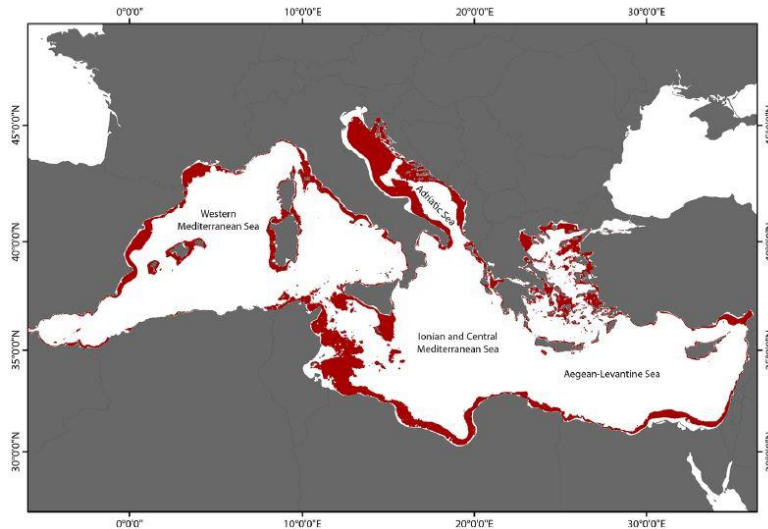 0°0'0" 10°0'0"E 20°0'0"E 30°0'0"E
45°0'0"N
40°0'0"N
35°0'0"N
30°0'0"N
Western
Mediterranean Sea
Adriatic Sea
Ionian and Central
Mediterranean Sea
Aegean-Levantine Sea
0°0'0" 10°0'0"E 20°0'0"E 30°0'0"E